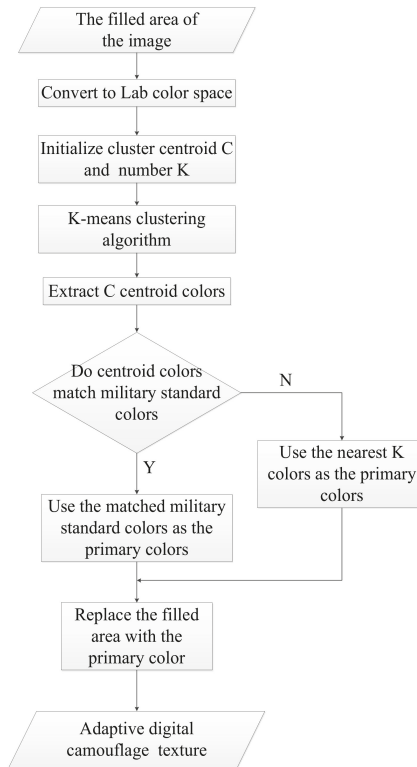 The filled area of
the image
Convert to Lab color space
Initialize cluster centroid C
and number K
K-means clustering
algorithm
Extract C centroid colors
Do centroid colors
match military standard
colors
N
Use the nearest K
colors as the primary
colors
Y
Use the matched military
standard colors as the
primary colors
Replace the filled
area with the
primary color
Adaptive digital
camouflage texture